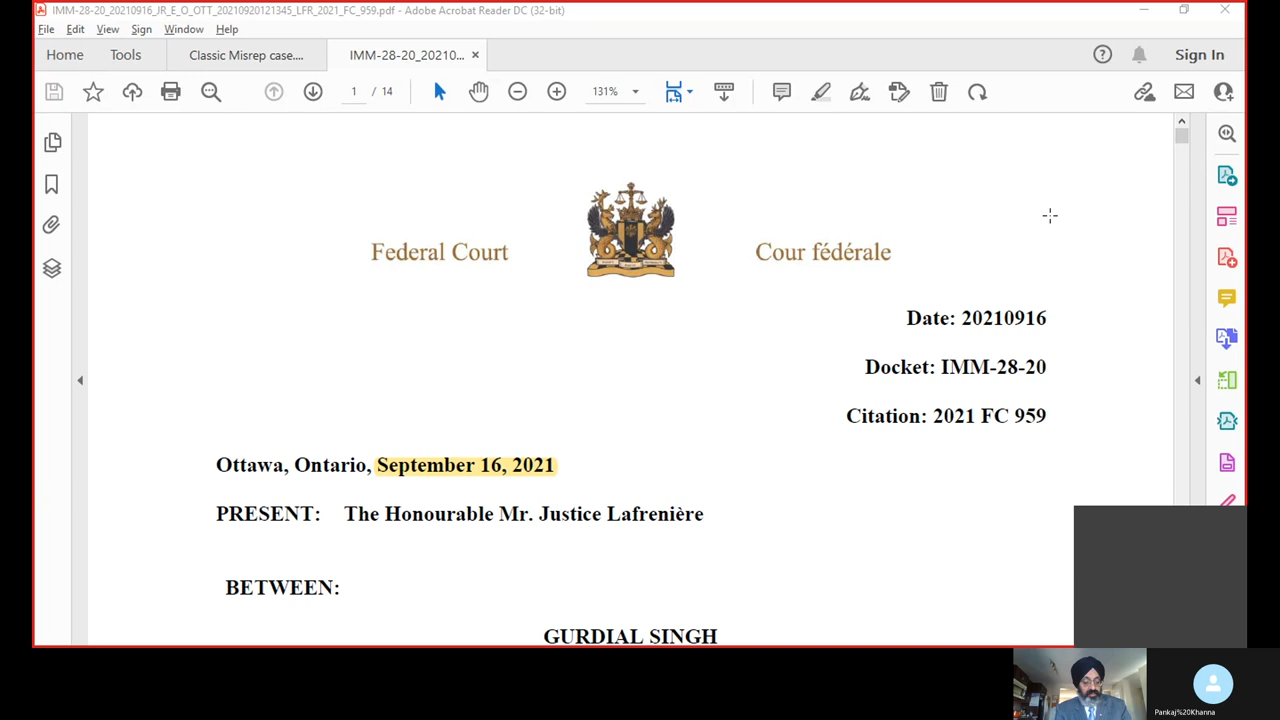 IMM-28-20_20210916_JR_E_O_OTT_20210920121345_LFR_2021_FC_959.pdf - Adobe Acrobat Reader DC (32-bit)
File Edit View Sign Window Help
Home Tools Classic Misrep case.... IMM-28-20_20210... × Sign In
1 / 14 131%
Federal Court Cour fédérale
Date: 20210916
Docket: IMM-28-20
Citation: 2021 FC 959
Ottawa, Ontario, September 16, 2021
PRESENT: The Honourable Mr. Justice Lafrenière
BETWEEN:
GURDIAL SINGH
Pankaj%20Khanna